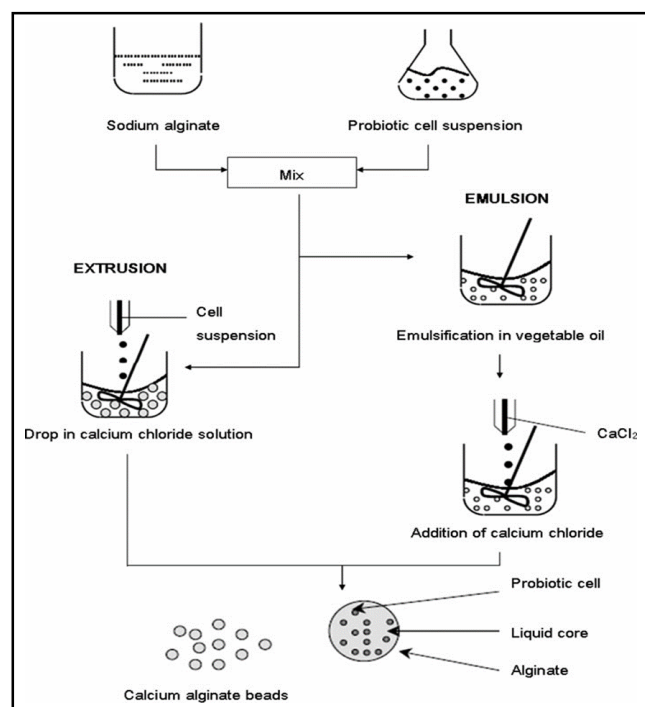 Sodium alginate
Probiotic cell suspension
Mix
EMULSION
EXTRUSION
Cell
suspension
Emulsification in vegetable oil
Drop in calcium chloride solution
CaCl₂
Addition of calcium chloride
Probiotic cell
Liquid core
Alginate
Calcium alginate beads